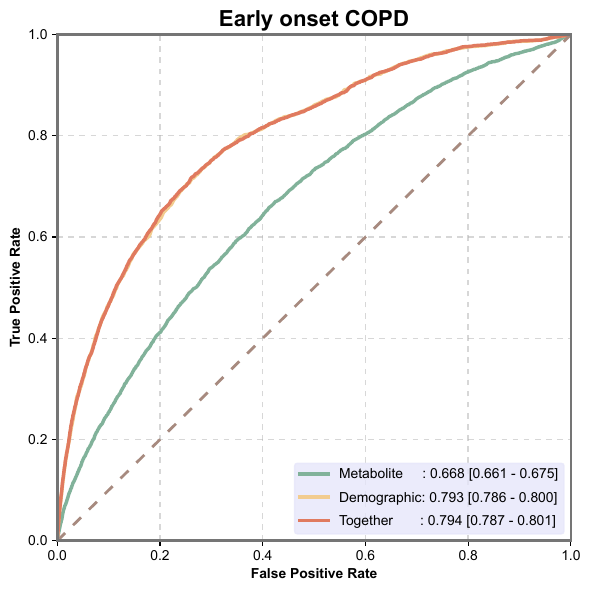 Early onset COPD
1.0
0.8
0.6
0.4
0.2
0.0
True Positive Rate
Metabolite : 0.668 [0.661 - 0.675]
Demographic: 0.793 [0.786 - 0.800]
Together : 0.794 [0.787 - 0.801]
0.0 0.2 0.4 0.6 0.8 1.0
False Positive Rate